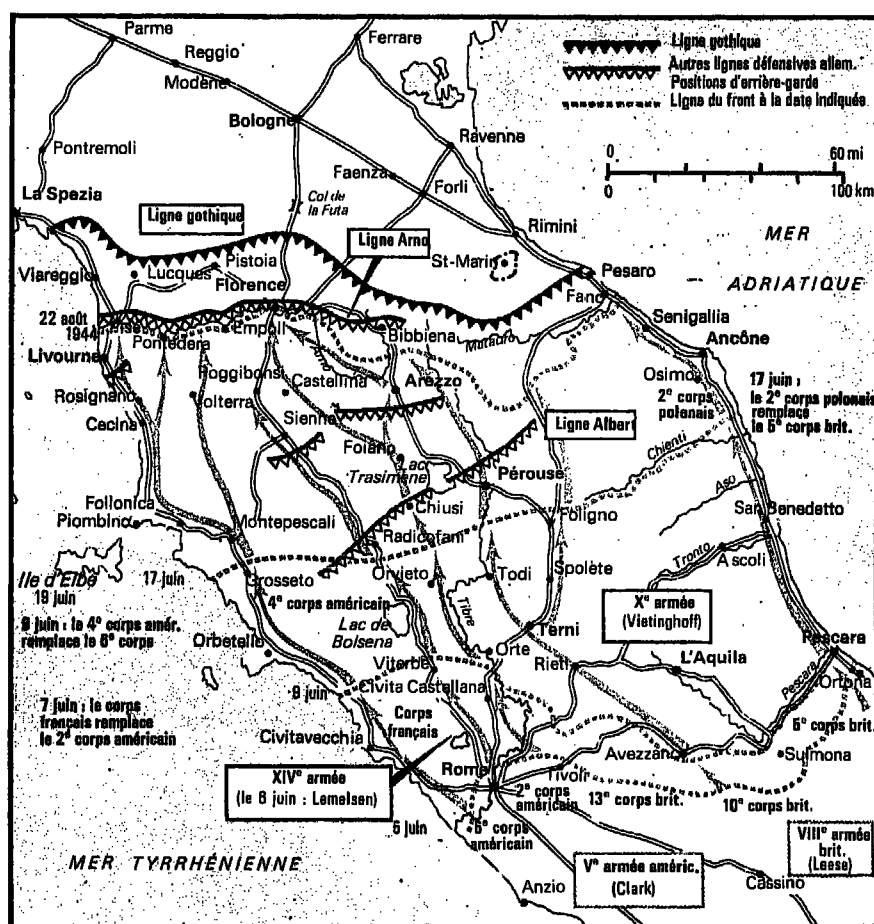 Parme
Ferrare
Reggio
Modène
Ligne gothique
Autres lignes défensives allem.
Positions d'errière-garde
Ligne du front à la date indiquée
Bologne
Pontremoli
Ravenne
Faenza
Forli
0 60 mi
0 100 km
La Spezia
Ligne gothique
Col de
la Futa
Ligne Arno
Rimini
MER
ADRIATIQUE
Pistoia
St-Marin
Pesaro
Viareggio
Lucques
Florence
Fano
22 août
1944
Pise
Pontedera
Empoli
Bibbiena
Metauro
Senigallia
Livourne
Ancône
Arno
Poggibonsi
Castellina
Arezzo
Osimo
17 juin :
le 2e corps polonais
remplace
le 5e corps brit.
2e corps
polonais
Rosignano
Volterra
Cecina
Sienne
Ligne Albert
Foiano
Chienti
Lac
Trasimène
Pérouse
Aso
Follonica
Piombino
Chiusi
Montepescali
Foligno
San Benedetto
Radicofani
Tronto
Ascoli
Ile d'Elbe
19 juin
17 juin
Grosseto
Orvieto
Todi
Spolète
4e corps américain
9 juin : le 4e corps amér.
remplace le 6e corps
Tibre
Xe armée
(Vietinghoff)
Lac de
Bolsena
Orbetello
Terni
Pescara
Orte
Viterbe
Rieti
L'Aquila
Pescara
Ortona
9 juin
Civita Castellana
7 juin : le corps
français remplace
le 2e corps américain
Corps
français
5e corps brit.
Civitavecchia
Avezzano
Sulmona
XIVe armée
(le 6 juin : Lemelsen)
Rome
Tivoli
2e corps
américain
13e corps brit.
10e corps brit.
5 juin
6e corps
américain
VIIIe armée
brit.
(Leese)
MER TYRRHÉNIENNE
Ve armée améric.
(Clark)
Anzio
Cassino